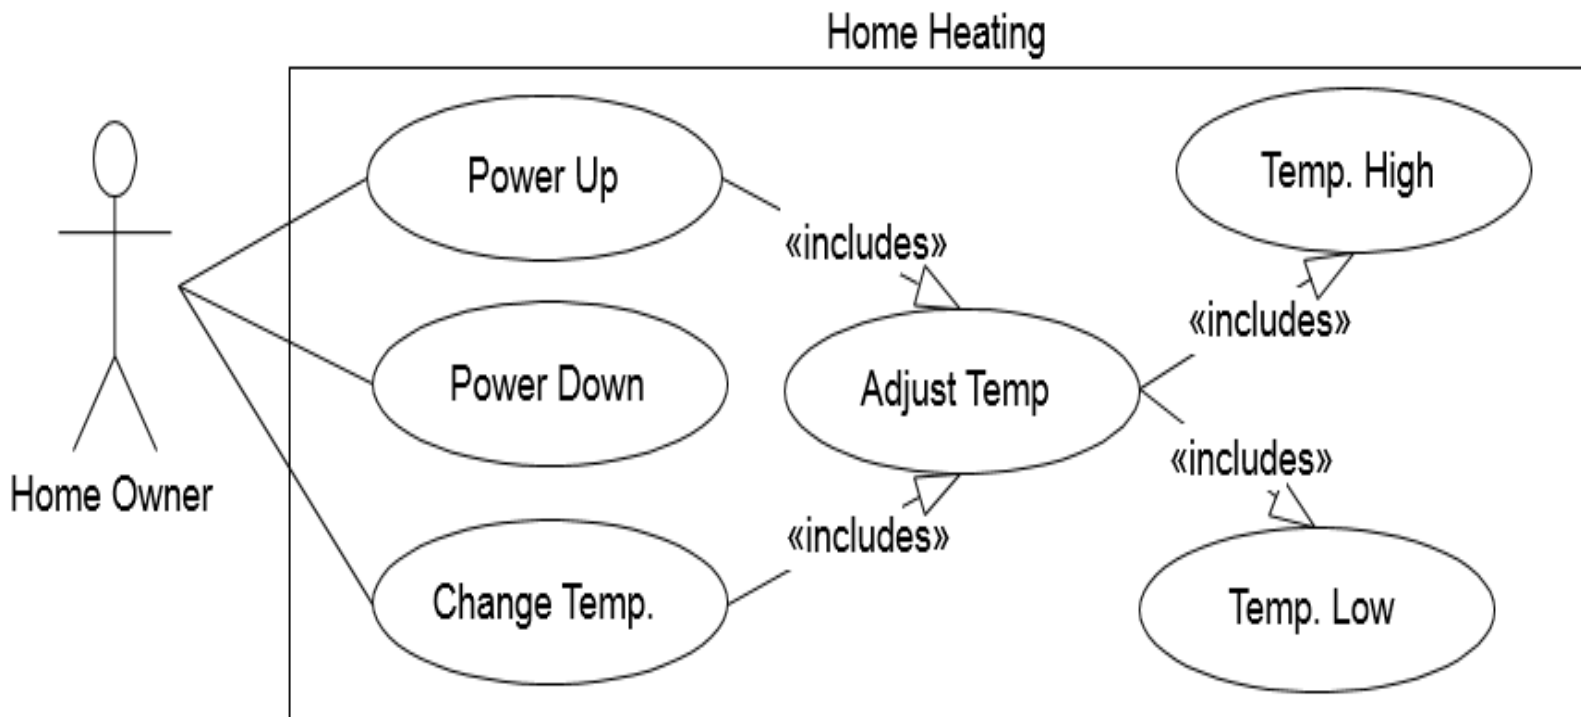 Home Heating
Power Up
Temp. High
«includes»
«includes»
Power Down
Adjust Temp
«includes»
Home Owner
«includes»
Change Temp.
Temp. Low